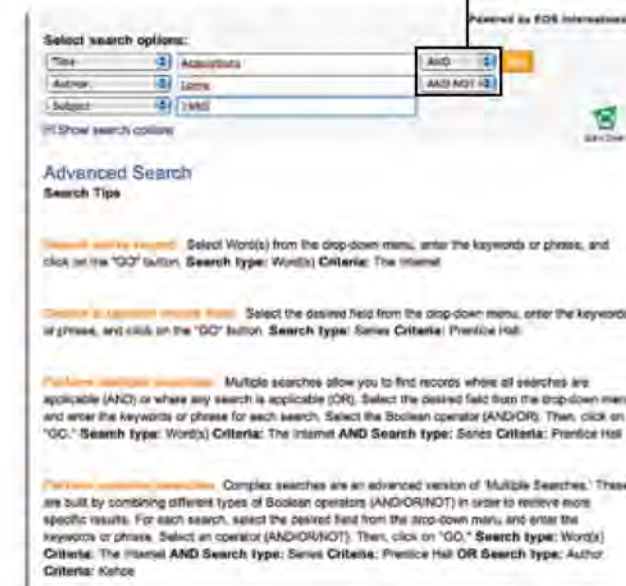 Powered by EOS International
Select search options:
Title Acquisitions AND
Author AND NOT
Subject
Show search options
Advanced Search
Search Tips
Select Word(s) from the drop-down menu, enter the keywords or phrase, and
click on the "GO" button. Search type: Word(s) Criteria: The Internet
Select the desired field from the drop-down menu, enter the keywords
or phrase, and click on the "GO" button. Search type: Series Criteria: Prentice Hall
Multiple searches allow you to find records where all searches are
applicable (AND) or where any search is applicable (OR). Select the desired field from the drop-down menu
and enter the keywords or phrase for each search. Select the Boolean operator (AND/OR). Then, click on
"GO." Search type: Word(s) Criteria: The Internet AND Search type: Series Criteria: Prentice Hall
Complex searches are an advanced version of 'Multiple Searches.' These
are built by combining different types of Boolean operators (AND/OR/NOT) in order to retrieve more
specific results. For each search, select the desired field from the drop-down menu and enter the
keywords or phrase. Select an operator (AND/OR/NOT). Then, click on "GO." Search type: Word(s)
Criteria: The Internet AND Search type: Series Criteria: Prentice Hall OR Search type: Author
Criteria: Kehoe